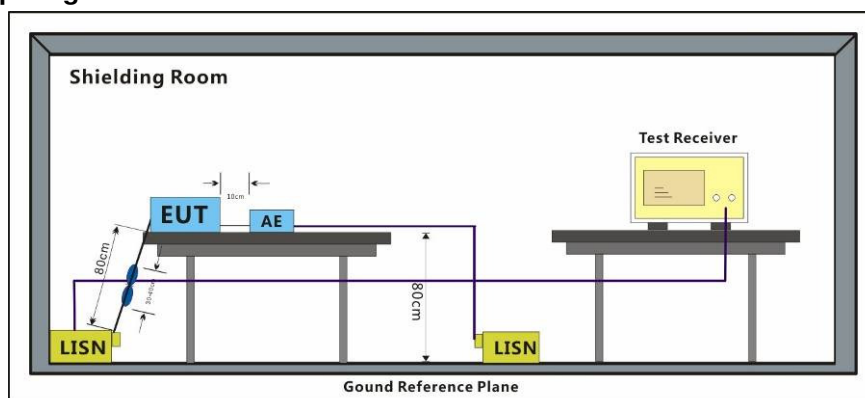 Shielding Room
Test Receiver
10cm
EUT
AE
80cm
80cm
LISN
LISN
Gound Reference Plane